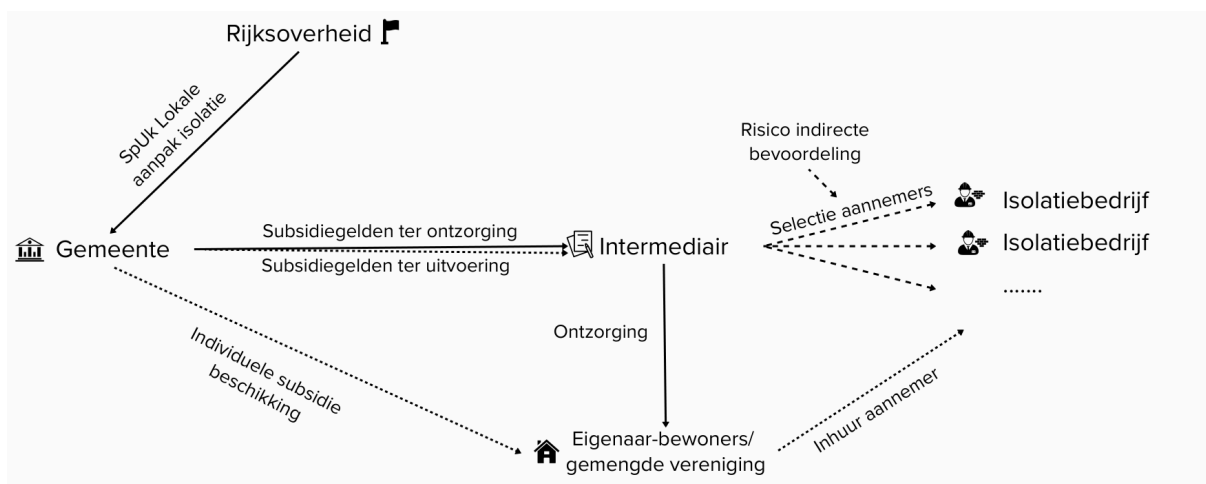 Rijksoverheid
SpUk Lokale
aanpak isolatie
Risico indirecte
bevoordeling
Selectie aannemers
Isolatiebedrijf
Gemeente
Subsidiegelden ter ontzorging
Subsidiegelden ter uitvoering
Intermediair
Isolatiebedrijf
.......
Ontzorging
Individuele subsidie
beschikking
Inhuur aannemer
Eigenaar-bewoners/
gemengde vereniging